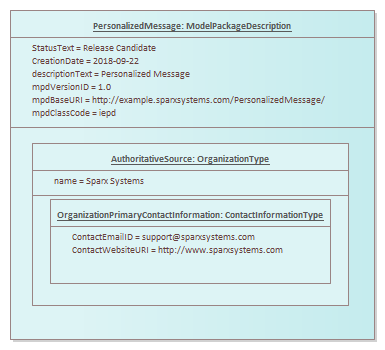 PersonalizedMessage: ModelPackageDescription
StatusText = Release Candidate
CreationDate = 2018-09-22
descriptionText = Personalized Message
mpdVersionID = 1.0
mpdBaseURI = http://example.sparxsystems.com/PersonalizedMessage/
mpdClassCode = iepd
AuthoritativeSource: OrganizationType
name = Sparx Systems
OrganizationPrimaryContactInformation: ContactInformationType
ContactEmailID = support@sparxsystems.com
ContactWebsiteURI = http://www.sparxsystems.com